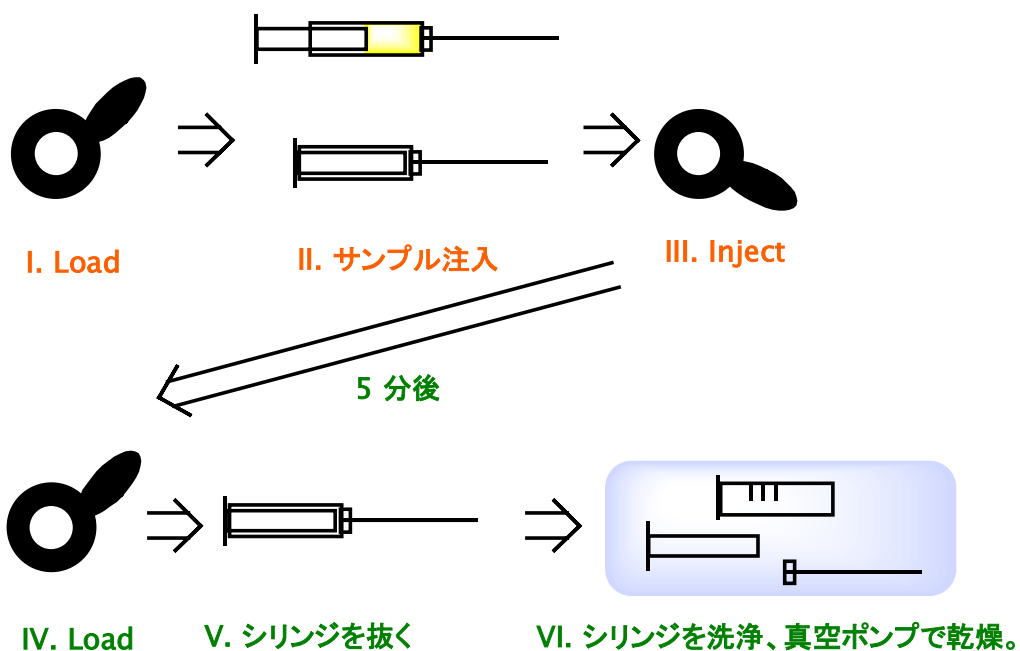 I. Load
II. サンプル注入
III. Inject
5 分後
IV. Load
V. シリンジを抜く
VI. シリンジを洗浄、真空ポンプで乾燥。